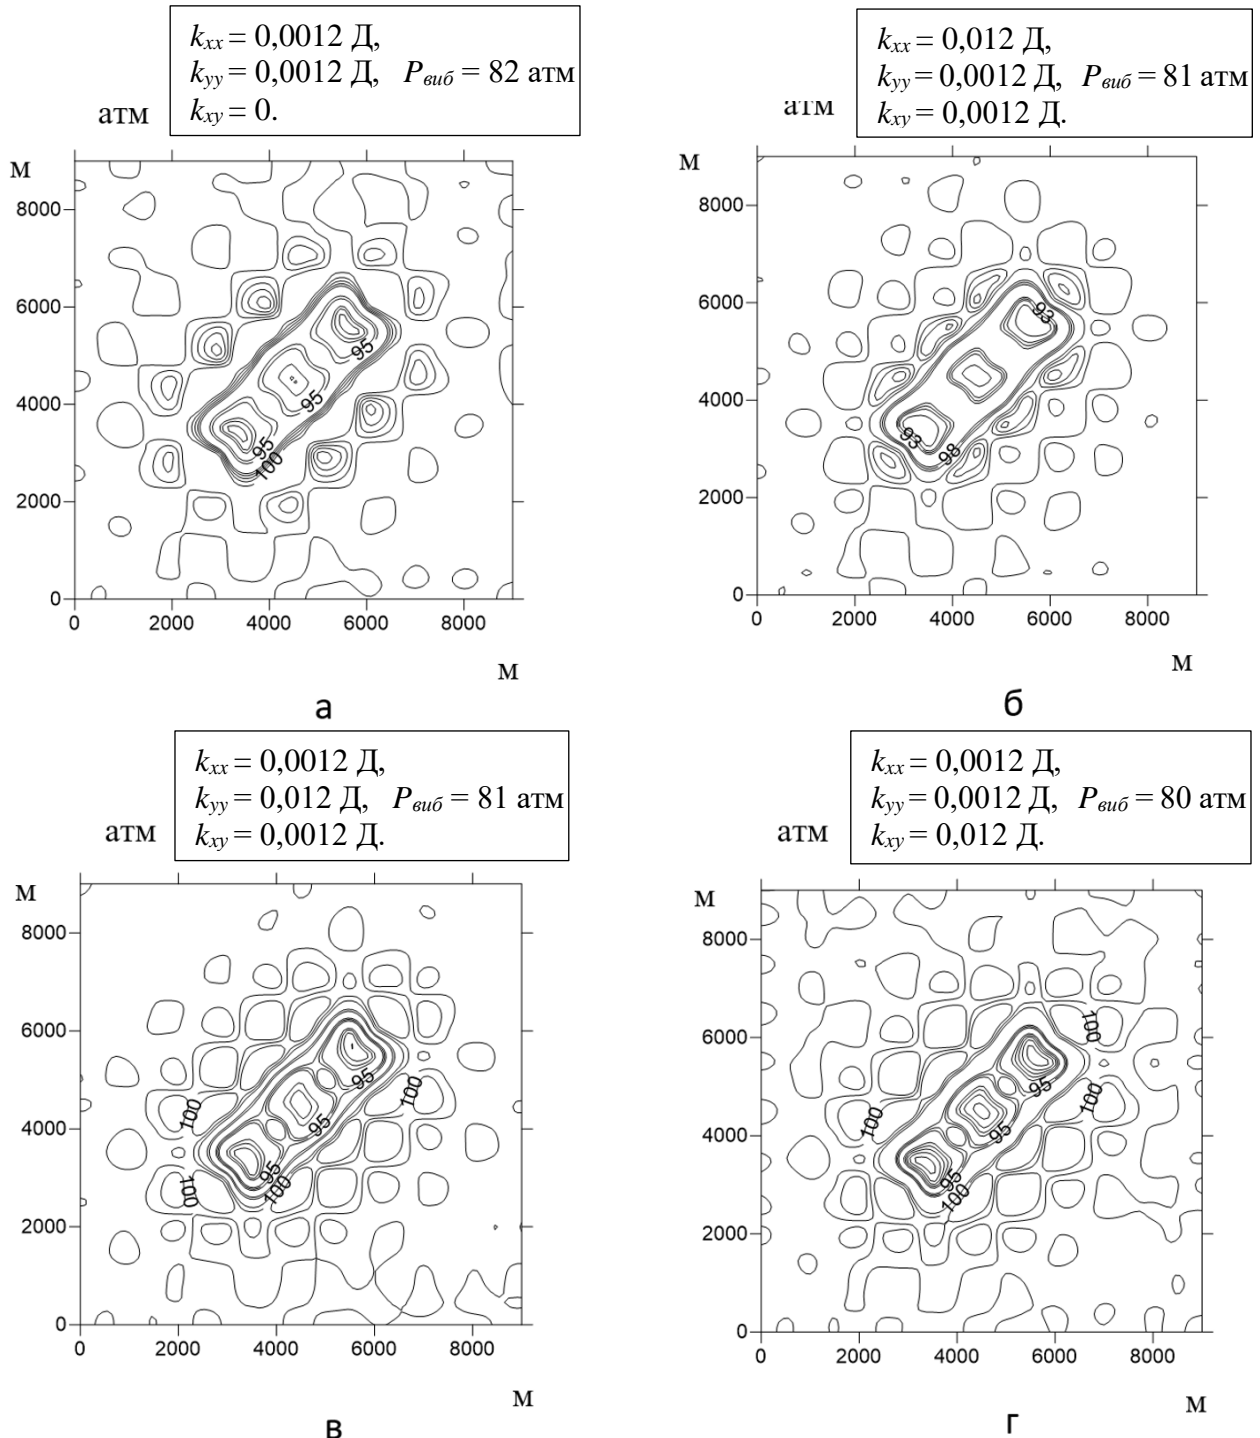 kxx = 0,0012 Д,
kyy = 0,0012 Д, Pвиб = 82 атм
kxy = 0.
атм
м
8000
6000
4000
2000
0
95
95
95
100
0 2000 4000 6000 8000
м
а
kxx = 0,012 Д,
kyy = 0,0012 Д, Pвиб = 81 атм
kxy = 0,0012 Д.
атм
м
8000
6000
4000
2000
0
93
93
98
0 2000 4000 6000 8000
м
б
kxx = 0,0012 Д,
kyy = 0,012 Д, Pвиб = 81 атм
kxy = 0,0012 Д.
атм
м
8000
6000
4000
2000
0
95
100
95
100
95
100
100
0 2000 4000 6000 8000
м
в
kxx = 0,0012 Д,
kyy = 0,0012 Д, Pвиб = 80 атм
kxy = 0,012 Д.
атм
м
8000
6000
4000
2000
0
100
95
100
100
95
95
100
0 2000 4000 6000 8000
м
г